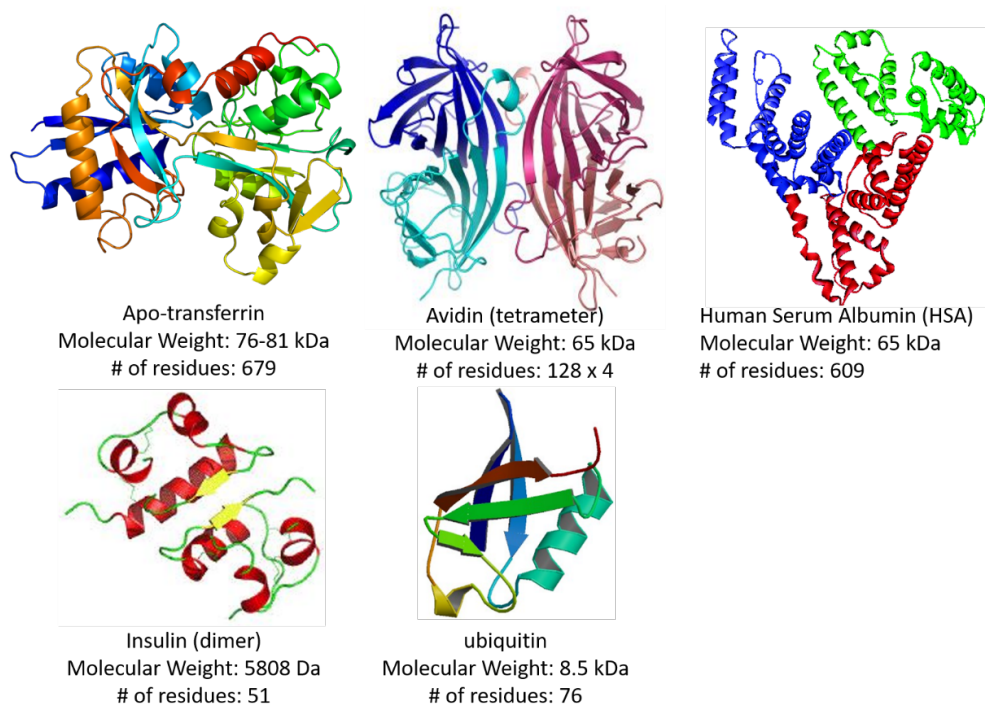 Apo-transferrin
Molecular Weight: 76-81 kDa
# of residues: 679
Avidin (tetrameter)
Molecular Weight: 65 kDa
# of residues: 128 x 4
Human Serum Albumin (HSA)
Molecular Weight: 65 kDa
# of residues: 609
Insulin (dimer)
Molecular Weight: 5808 Da
# of residues: 51
ubiquitin
Molecular Weight: 8.5 kDa
# of residues: 76